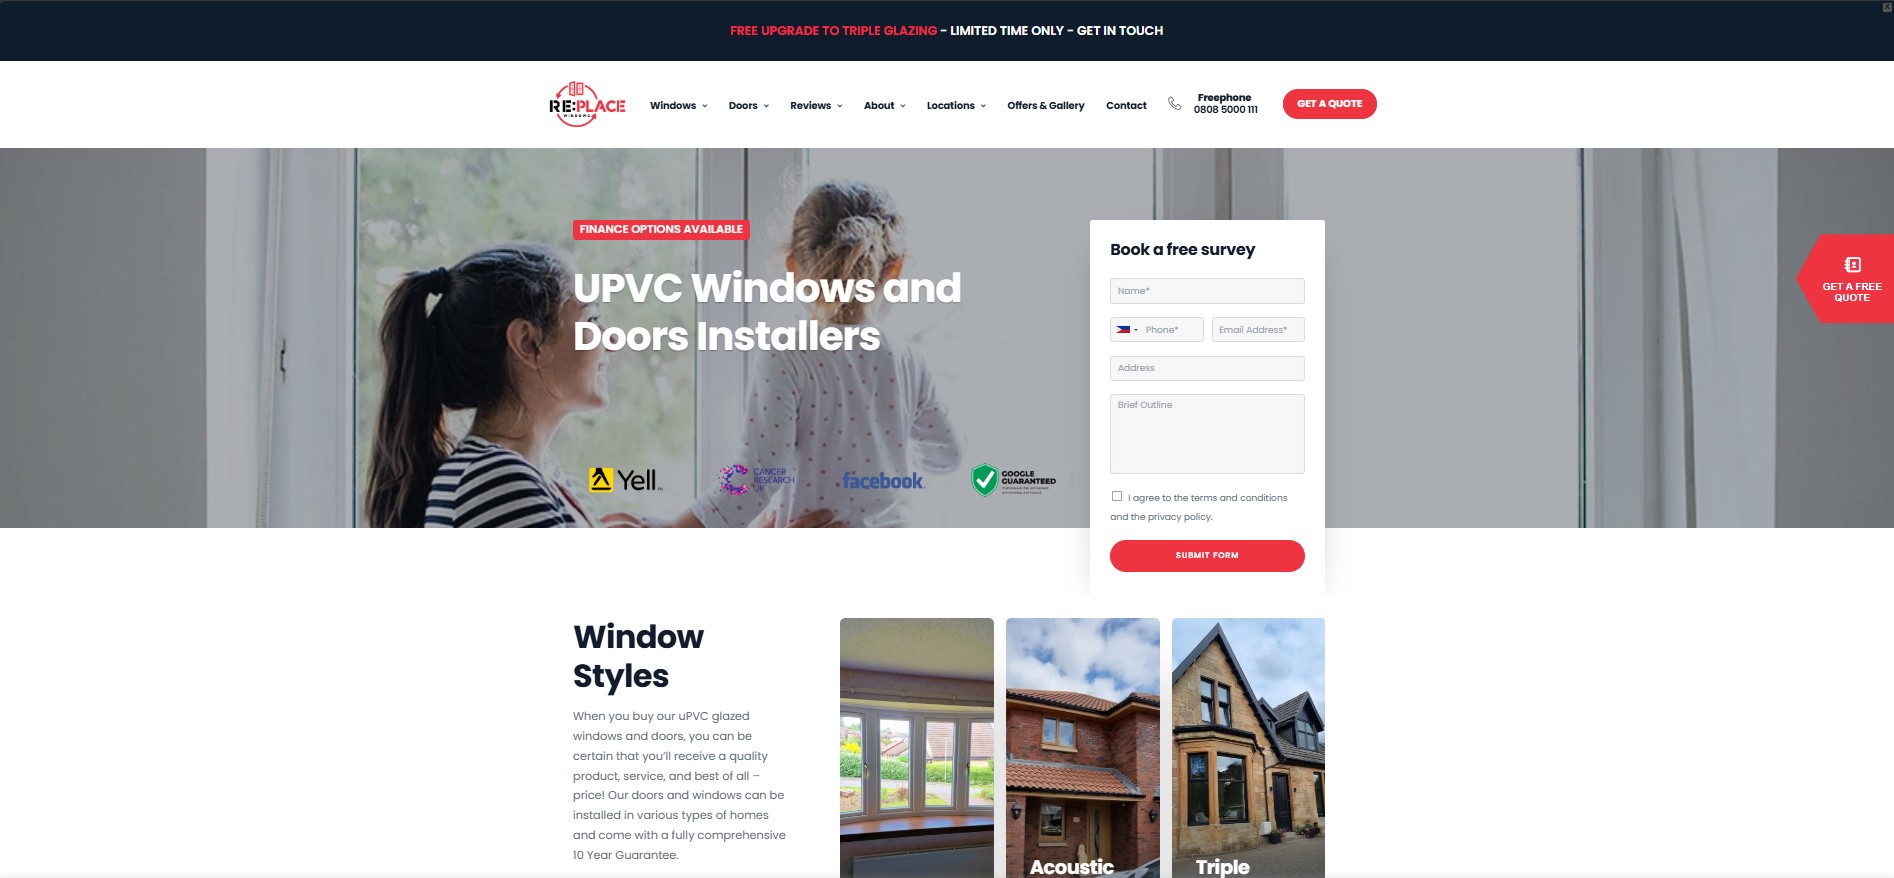 FREE UPGRADE TO TRIPLE GLAZING - LIMITED TIME ONLY - GET IN TOUCH
X
RE:PLACE
WINDOWS
Windows
Doors
Reviews
About
Locations
Offers & Gallery
Contact
Freephone
0808 5000 111
GET A QUOTE
FINANCE OPTIONS AVAILABLE
UPVC Windows and
Doors Installers
Yell
CANCER
RESEARCH
UK
facebook
GOOGLE
GUARANTEED
Book a free survey
Name*
Phone*
Email Address*
Address
Brief Outline
I agree to the terms and conditions
and the privacy policy.
SUBMIT FORM
GET A FREE
QUOTE
Window
Styles
When you buy our uPVC glazed
windows and doors, you can be
certain that you'll receive a quality
product, service, and best of all –
price! Our doors and windows can be
installed in various types of homes
and come with a fully comprehensive
10 Year Guarantee.
Acoustic
Triple